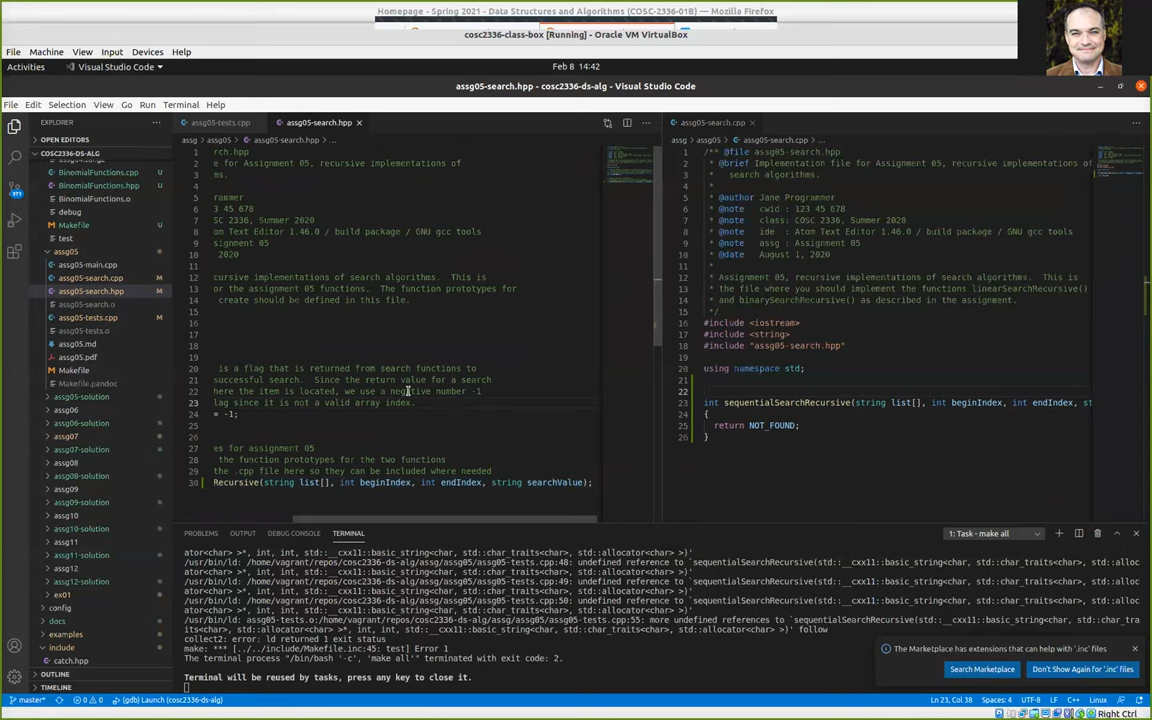 Homepage - Spring 2021 - Data Structures and Algorithms (COSC-2336-01B) — Mozilla Firefox
cosc2336-class-box [Running] - Oracle VM VirtualBox
File Machine View Input Devices Help
Activities Visual Studio Code Feb 8 14:42
assg05-search.hpp - cosc2336-ds-alg - Visual Studio Code
File Edit Selection View Go Run Terminal Help
EXPLORER
OPEN EDITORS
COSC2336-DS-ALG
BinomialFunctions.cpp U
BinomialFunctions.hpp U
BinomialFunctions.o
debug
Makefile U
test
assg05
assg05-main.cpp
assg05-search.cpp M
assg05-search.hpp M
assg05-search.o
assg05-tests.cpp M
assg05-tests.o
assg05.md
assg05.pdf
Makefile
Makefile.pandoc
assg05-solution
assg06
assg06-solution
assg07
assg07-solution
assg08
assg08-solution
assg09
assg09-solution
assg10
assg10-solution
assg11
assg11-solution
assg12
assg12-solution
ex01
config
docs
examples
include
catch.hpp
OUTLINE
TIMELINE
371
assg05-tests.cpp assg05-search.hpp
assg > assg05 > assg05-search.hpp > ...
1 rch.hpp
2 e for Assignment 05, recursive implementations of
3 ms.
4
5 rammer
6 3 45 678
7 SC 2336, Summer 2020
8 om Text Editor 1.46.0 / build package / GNU gcc tools
9 signment 05
10 2020
11
12 cursive implementations of search algorithms. This is
13 or the assignment 05 functions. The function prototypes for
14 create should be defined in this file.
15
16
17
18
19
20 is a flag that is returned from search functions to
21 successful search. Since the return value for a search
22 here the item is located, we use a negative number -1
23 lag since it is not a valid array index.
24 = -1;
25
26
27 es for assignment 05
28 the function prototypes for the two functions
29 the .cpp file here so they can be included where needed
30 Recursive(string list[], int beginIndex, int endIndex, string searchValue);
assg05-search.cpp
assg > assg05 > assg05-search.cpp > ...
1 /** @file assg05-search.hpp
2 * @brief Implementation file for Assignment 05, recursive implementations of
3 * search algorithms.
4 *
5 * @author Jane Programmer
6 * @note cwid : 123 45 678
7 * @note class: COSC 2336, Summer 2020
8 * @note ide : Atom Text Editor 1.46.0 / build package / GNU gcc tools
9 * @note assg : Assignment 05
10 * @date August 1, 2020
11 *
12 * Assignment 05, recursive implementations of search algorithms. This is
13 * the file where you should implement the functions linearSearchRecursive()
14 * and binarySearchRecursive() as described in the assignment.
15 */
16 #include <iostream>
17 #include <string>
18 #include "assg05-search.hpp"
19
20 using namespace std;
21
22
23 int sequentialSearchRecursive(string list[], int beginIndex, int endIndex, st
24 {
25 return NOT_FOUND;
26 }
PROBLEMS OUTPUT DEBUG CONSOLE TERMINAL 1: Task - make all
ator<char> >*, int, int, std::__cxx11::basic_string<char, std::char_traits<char>, std::allocator<char> >)'
/usr/bin/ld: /home/vagrant/repos/cosc2336-ds-alg/assg/assg05/assg05-tests.cpp:48: undefined reference to `sequentialSearchRecursive(std::__cxx11::basic_string<char, std::char_traits<char>, std::alloc
ator<char> >*, int, int, std::__cxx11::basic_string<char, std::char_traits<char>, std::allocator<char> >)'
/usr/bin/ld: /home/vagrant/repos/cosc2336-ds-alg/assg/assg05/assg05-tests.cpp:49: undefined reference to `sequentialSearchRecursive(std::__cxx11::basic_string<char, std::char_traits<char>, std::alloc
ator<char> >*, int, int, std::__cxx11::basic_string<char, std::char_traits<char>, std::allocator<char> >)'
/usr/bin/ld: /home/vagrant/repos/cosc2336-ds-alg/assg/assg05/assg05-tests.cpp:50: undefined reference to `sequentialSearchRecursive(std::__cxx11::basic_string<char, std::char_traits<char>, std::alloc
ator<char> >*, int, int, std::__cxx11::basic_string<char, std::char_traits<char>, std::allocator<char> >)'
/usr/bin/ld: assg05-tests.o:/home/vagrant/repos/cosc2336-ds-alg/assg/assg05/assg05-tests.cpp:55: more undefined references to `sequentialSearchRecursive(std::__cxx11::basic_string<char, std::char_tra
its<char>, std::allocator<char> >*, int, int, std::__cxx11::basic_string<char, std::char_traits<char>, std::allocator<char> >)' follow
collect2: error: ld returned 1 exit status
make: *** [../../include/Makefile.inc:45: test] Error 1
The terminal process "/bin/bash '-c', 'make all'" terminated with exit code: 2.
Terminal will be reused by tasks, press any key to close it.
The Marketplace has extensions that can help with '.inc' files
Search Marketplace Don't Show Again for '.inc' files
master* 0 0 (gdb) Launch (cosc2336-ds-alg) Ln 23, Col 38 Spaces: 4 UTF-8 LF C++ Linux
Right Ctrl